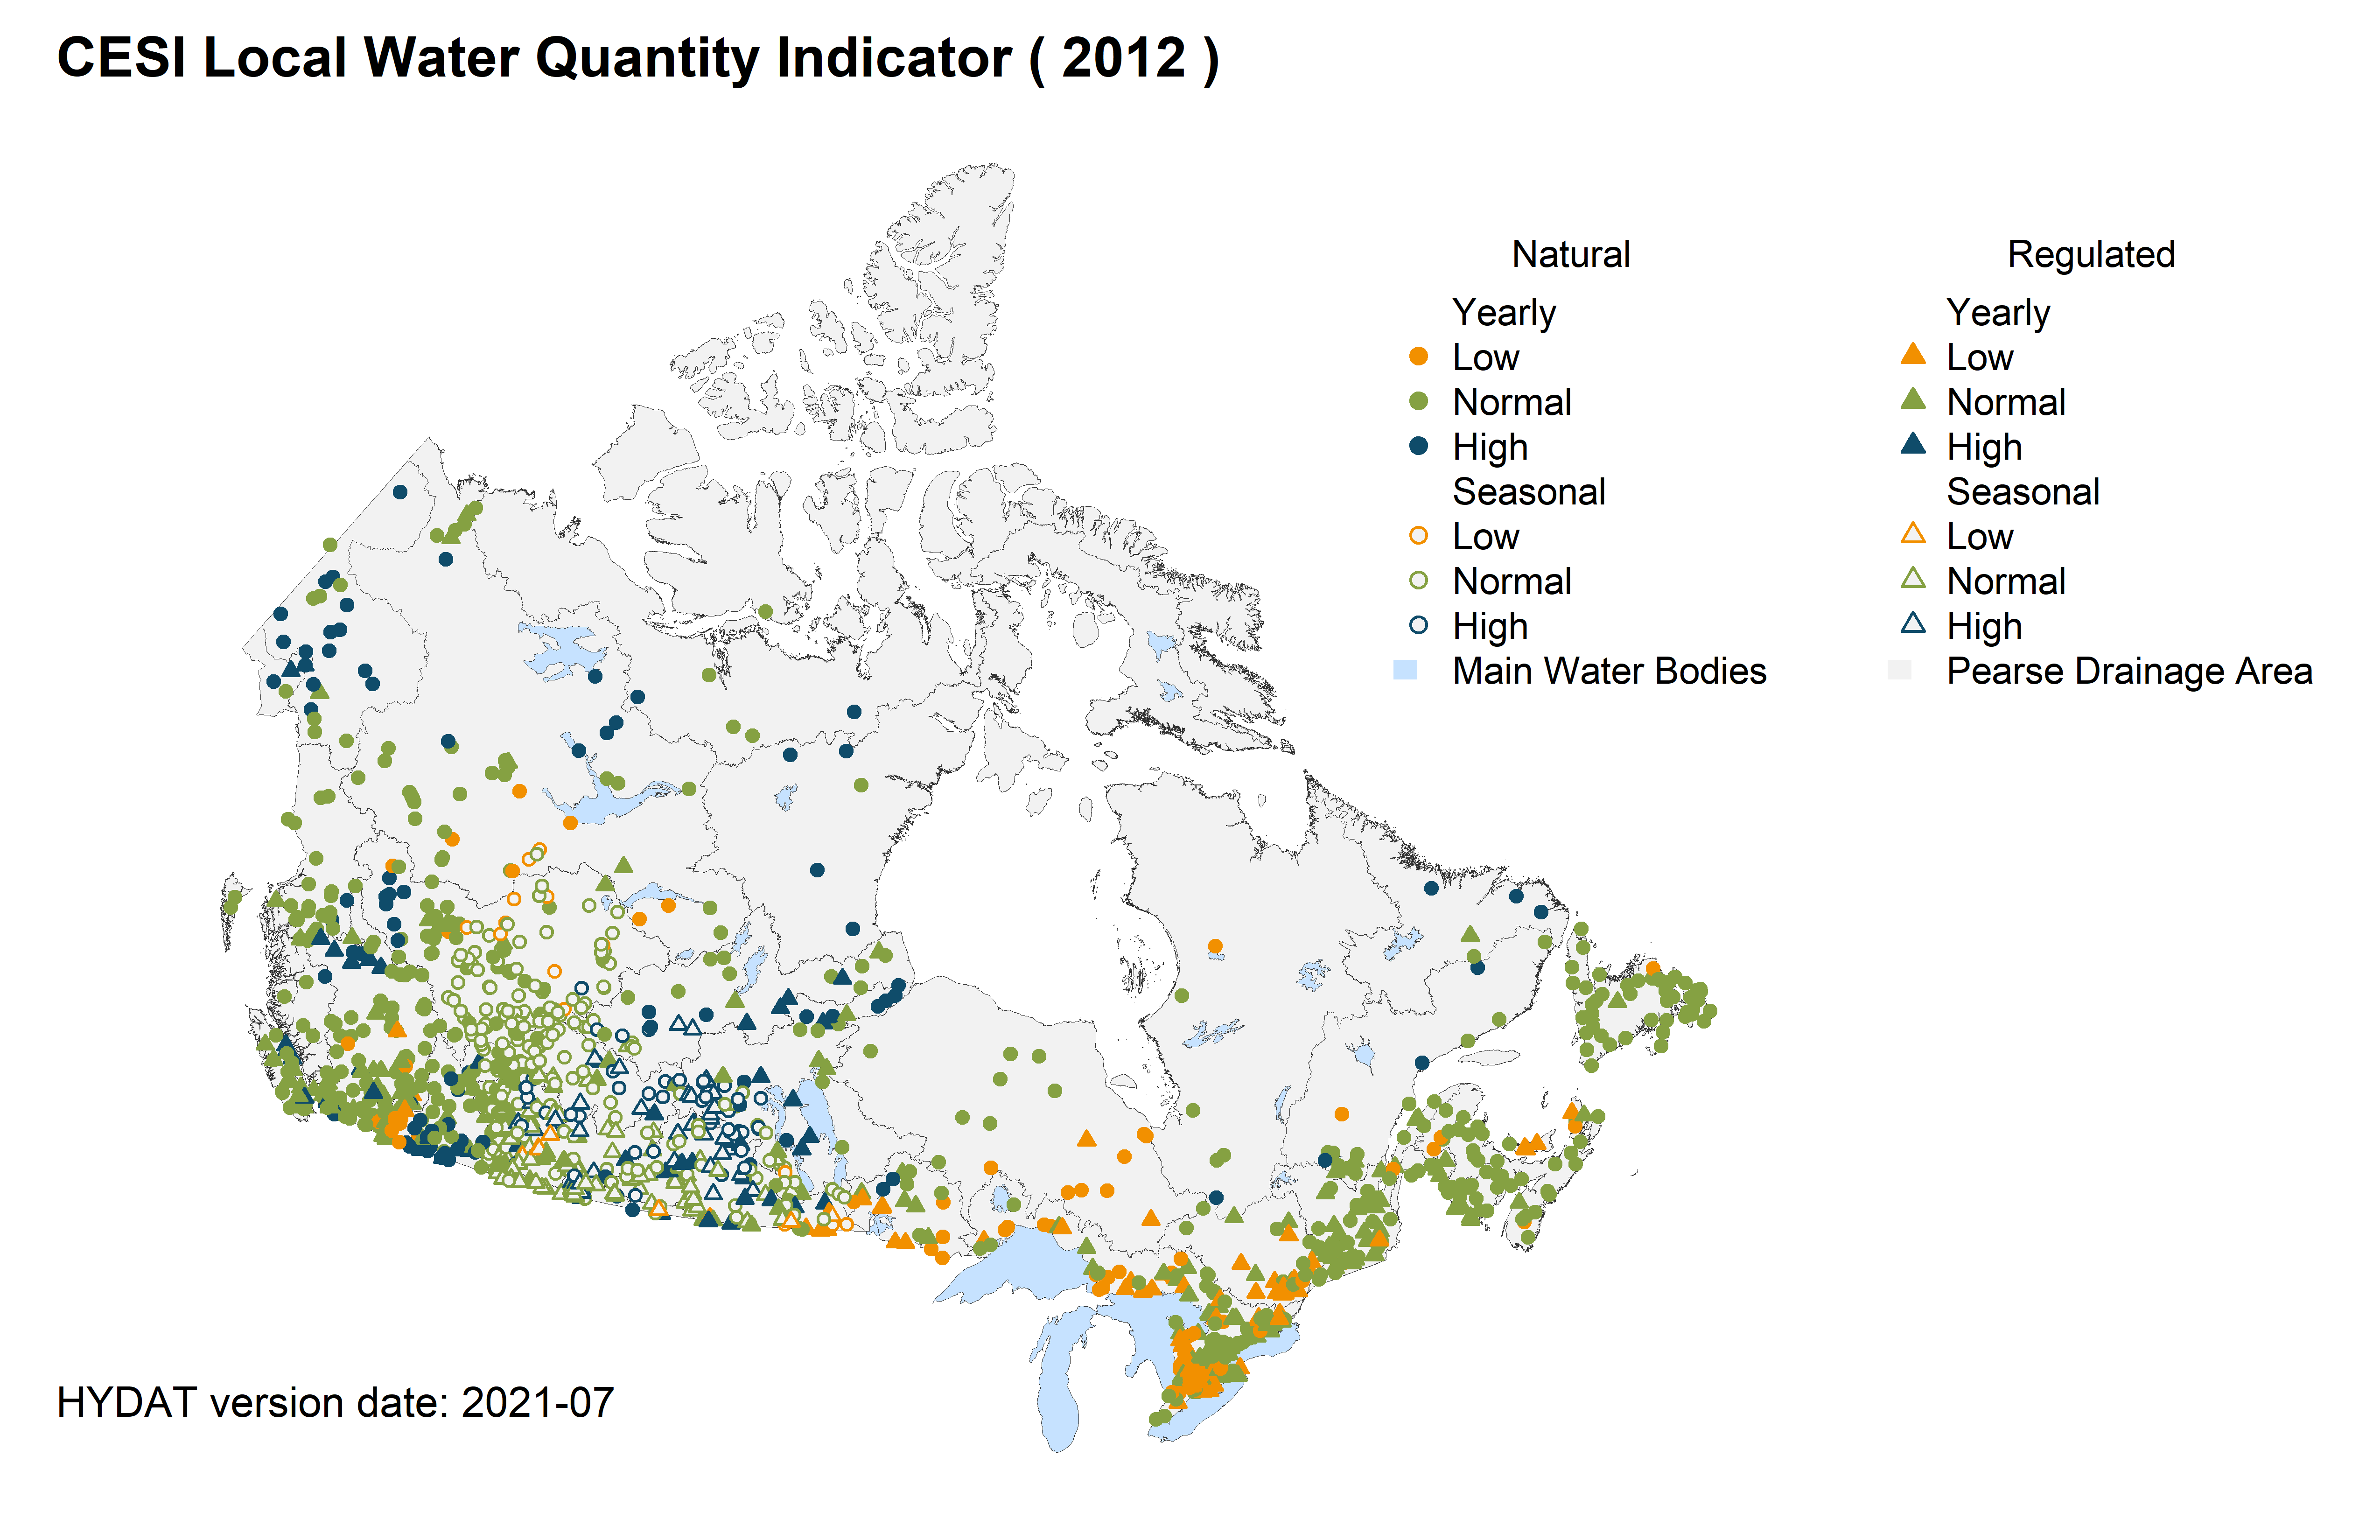 CESI Local Water Quantity Indicator ( 2012 )
Natural
Yearly
Low
Normal
High
Seasonal
Low
Normal
High
Main Water Bodies
Regulated
Yearly
Low
Normal
High
Seasonal
Low
Normal
High
Pearse Drainage Area
HYDAT version date: 2021-07